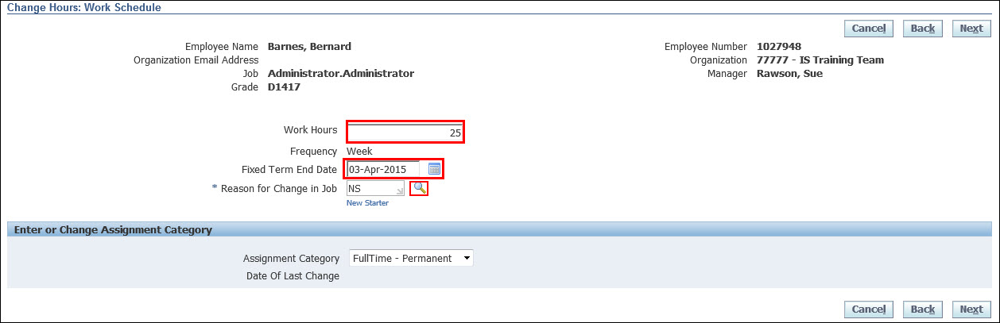 Change Hours: Work Schedule
Cancel Back Next
Employee Name Barnes, Bernard Employee Number 1027948
Organization Email Address Organization 77777 - IS Training Team
Job Administrator.Administrator Manager Rawson, Sue
Grade D1417
Work Hours 25
Frequency Week
Fixed Term End Date 03-Apr-2015
* Reason for Change in Job NS
New Starter
Enter or Change Assignment Category
Assignment Category FullTime - Permanent
Date Of Last Change
Cancel Back Next